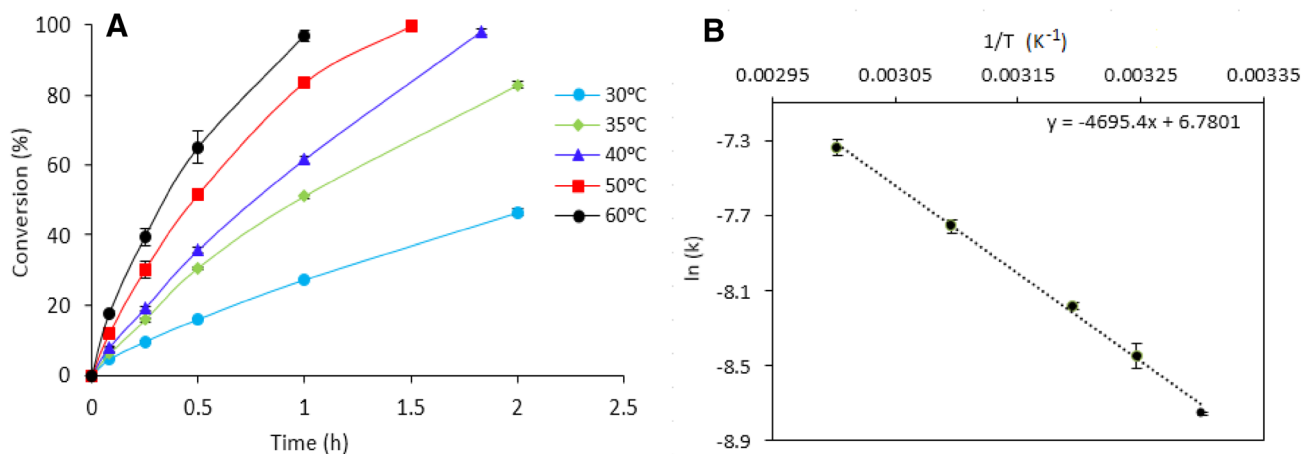 A
100
80
60
40
20
0
Conversion (%)
0 0.5 1 1.5 2 2.5
Time (h)
30ºC
35ºC
40ºC
50ºC
60ºC
B
1/T (K⁻¹)
0.00295 0.00305 0.00315 0.00325 0.00335
y = -4695.4x + 6.7801
-7.3
-7.7
-8.1
-8.5
-8.9
ln (k)